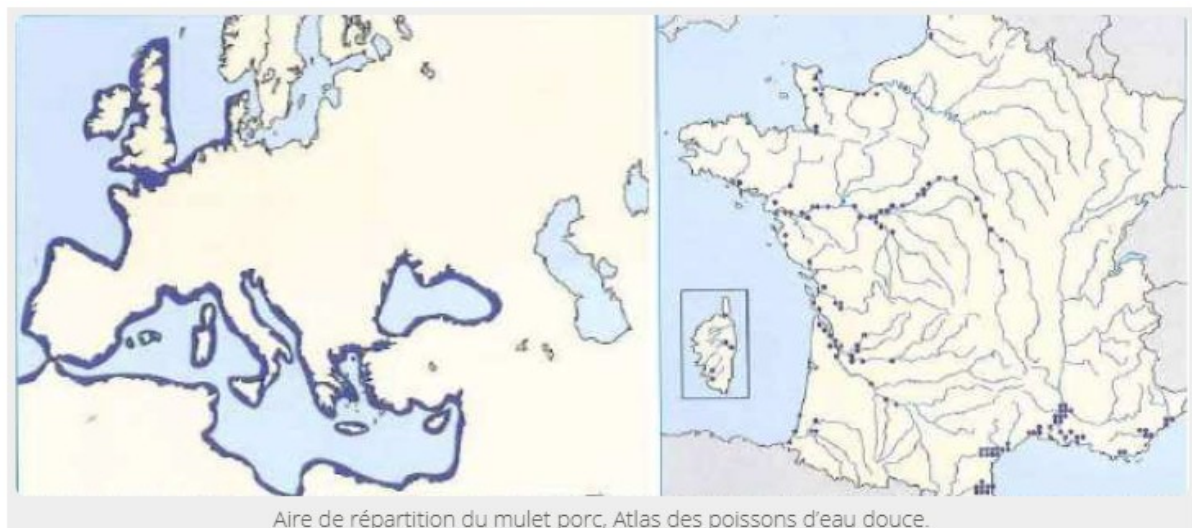 Aire de répartition du mulet porc, Atlas des poissons d'eau douce.